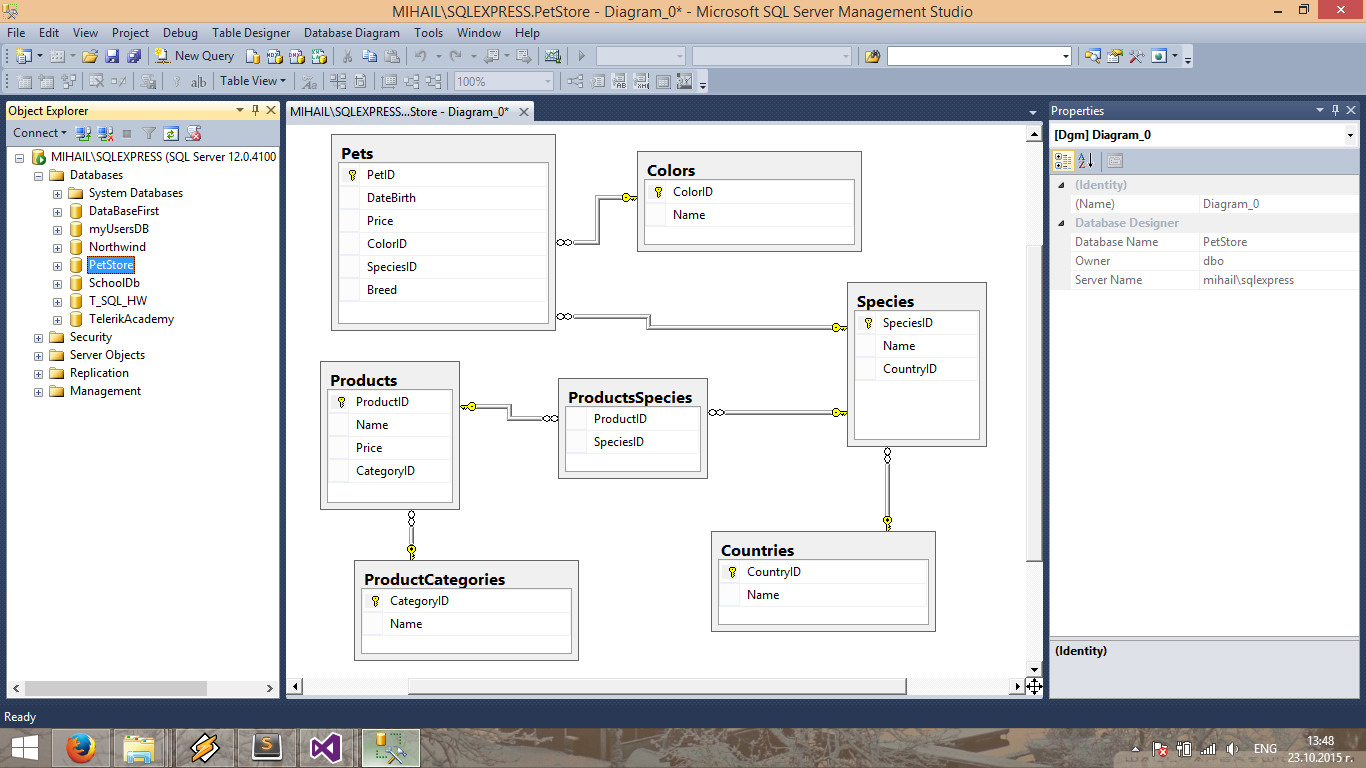 MIHAIL\SQLEXPRESS.PetStore - Diagram_0* - Microsoft SQL Server Management Studio
File Edit View Project Debug Table Designer Database Diagram Tools Window Help
New Query
Table View
100%
Object Explorer
Connect
MIHAIL\SQLEXPRESS (SQL Server 12.0.4100
Databases
System Databases
DataBaseFirst
myUsersDB
Northwind
PetStore
SchoolDb
T_SQL_HW
TelerikAcademy
Security
Server Objects
Replication
Management
MIHAIL\SQLEXPRESS...Store - Diagram_0*
Pets
PetID
DateBirth
Price
ColorID
SpeciesID
Breed
Colors
ColorID
Name
Species
SpeciesID
Name
CountryID
Products
ProductID
Name
Price
CategoryID
ProductsSpecies
ProductID
SpeciesID
ProductCategories
CategoryID
Name
Countries
CountryID
Name
Properties
[Dgm] Diagram_0
(Identity)
(Name) Diagram_0
Database Designer
Database Name PetStore
Owner dbo
Server Name mihail\sqlexpress
(Identity)
Ready
ENG
13:48
23.10.2015 г.